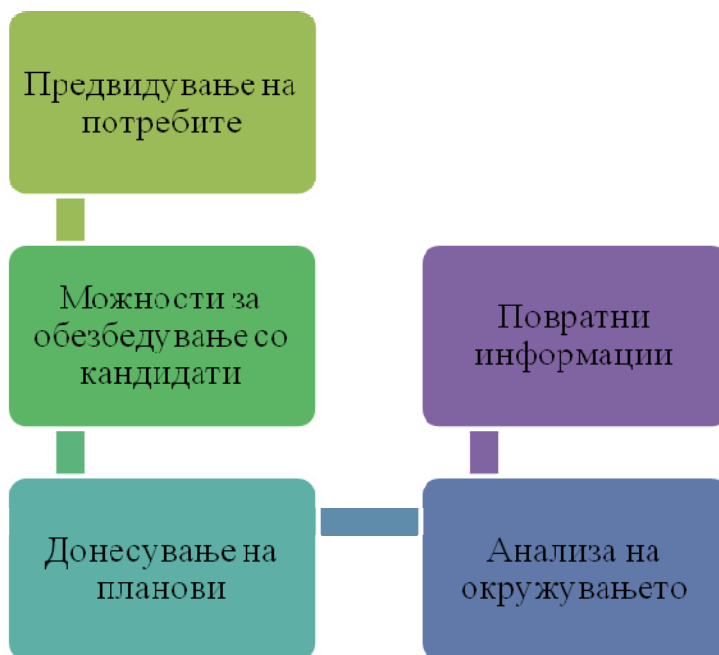 Предвидување на
потребите
Можности за
обезбедување со
кандидати
Донесување на
планови
Анализа на
окружувањето
Повратни
информации